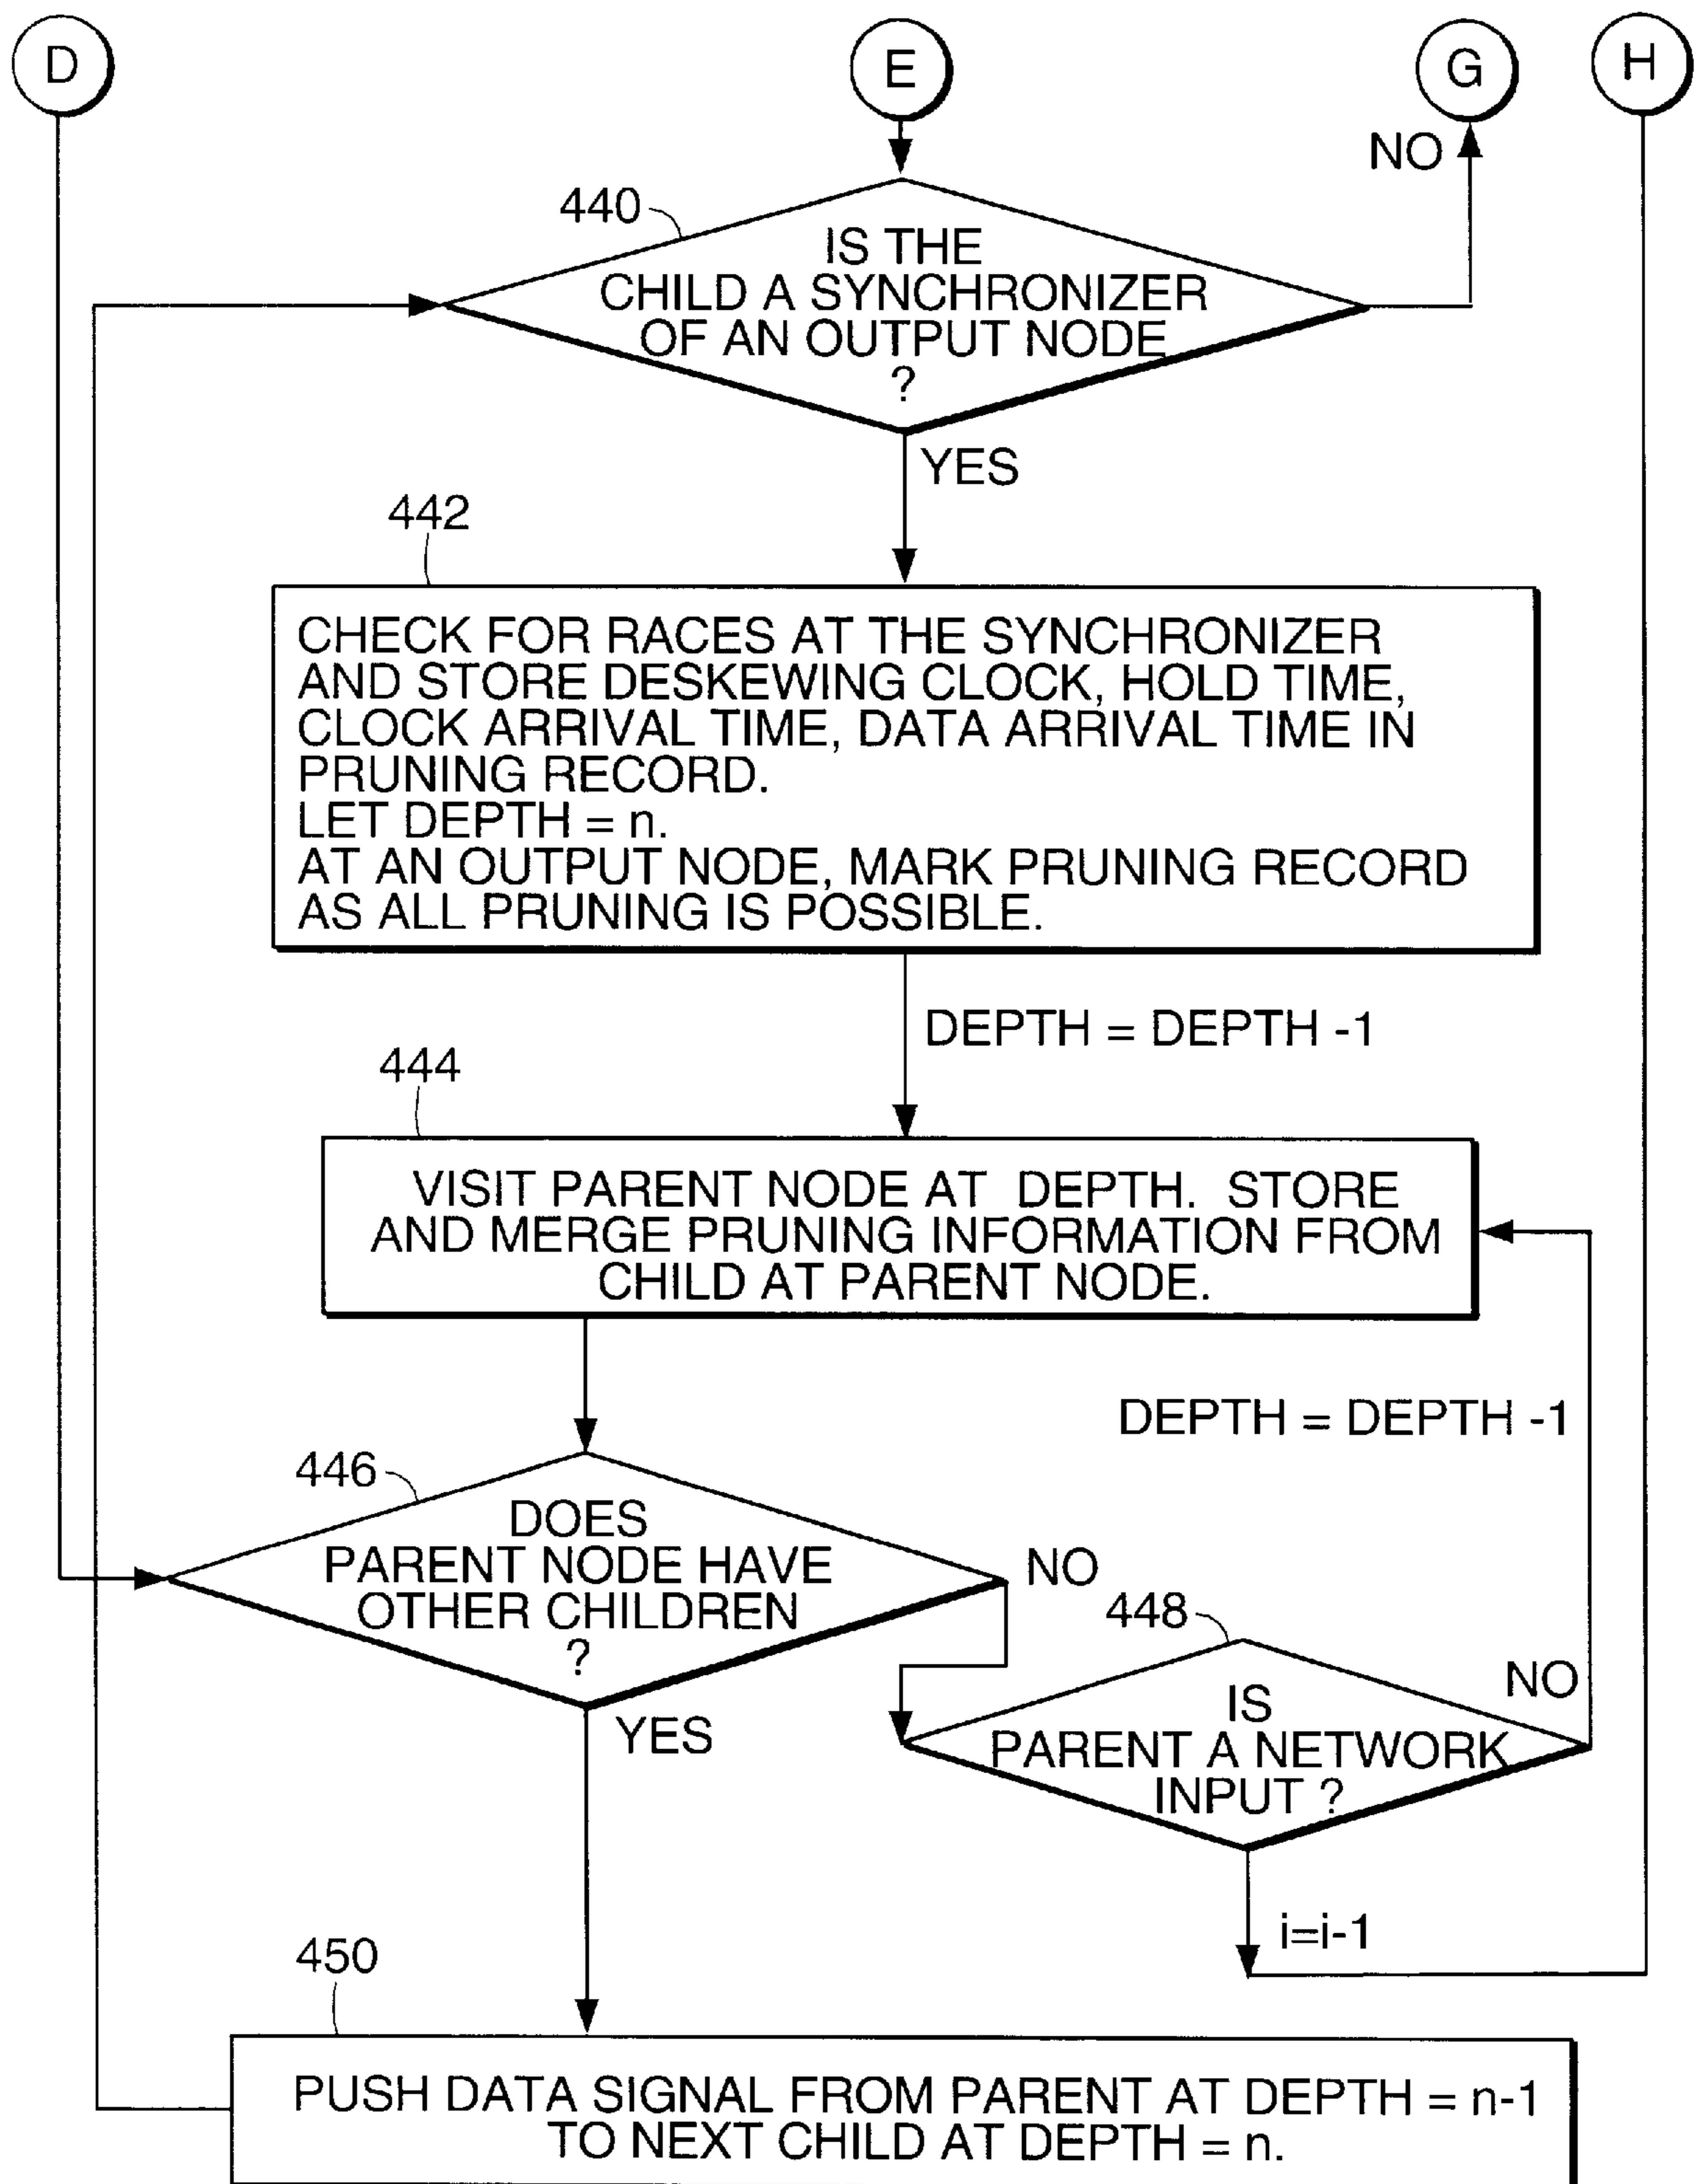 D
E
G
H
NO
440
IS THE
CHILD A SYNCHRONIZER
OF AN OUTPUT NODE
?
YES
442
CHECK FOR RACES AT THE SYNCHRONIZER
AND STORE DESKEWING CLOCK, HOLD TIME,
CLOCK ARRIVAL TIME, DATA ARRIVAL TIME IN
PRUNING RECORD.
LET DEPTH = n.
AT AN OUTPUT NODE, MARK PRUNING RECORD
AS ALL PRUNING IS POSSIBLE.
DEPTH = DEPTH -1
444
VISIT PARENT NODE AT DEPTH. STORE
AND MERGE PRUNING INFORMATION FROM
CHILD AT PARENT NODE.
DEPTH = DEPTH -1
446
DOES
PARENT NODE HAVE
OTHER CHILDREN
?
NO
448
IS
PARENT A NETWORK
INPUT ?
NO
YES
i=i-1
450
PUSH DATA SIGNAL FROM PARENT AT DEPTH = n-1
TO NEXT CHILD AT DEPTH = n.